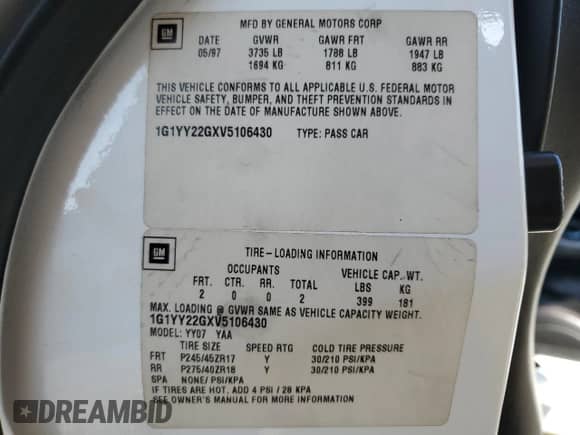 GM
MFD BY GENERAL MOTORS CORP
DATE GVWR GAWR FRT GAWR RR
05/97 3735 LB 1788 LB 1947 LB
1694 KG 811 KG 883 KG
THIS VEHICLE CONFORMS TO ALL APPLICABLE U.S. FEDERAL MOTOR
VEHICLE SAFETY, BUMPER, AND THEFT PREVENTION STANDARDS IN
EFFECT ON THE DATE OF MANUFACTURE SHOWN ABOVE.
1G1YY22GXV5106430 TYPE: PASS CAR
GM
TIRE-LOADING INFORMATION
OCCUPANTS VEHICLE CAP. WT.
FRT. CTR. RR. TOTAL LBS KG
2 0 0 2 399 181
MAX. LOADING @ GVWR SAME AS VEHICLE CAPACITY WEIGHT.
1G1YY22GXV5106430
MODEL: YY07 YAA
TIRE SIZE SPEED RTG COLD TIRE PRESSURE
FRT P245/45ZR17 Y 30/210 PSI/KPA
RR P275/40ZR18 Y 30/210 PSI/KPA
SPA NONE/ PSI/KPA
IF TIRES ARE HOT, ADD 4 PSI / 28 KPA
SEE OWNER'S MANUAL FOR MORE INFORMATION
DREAMBID